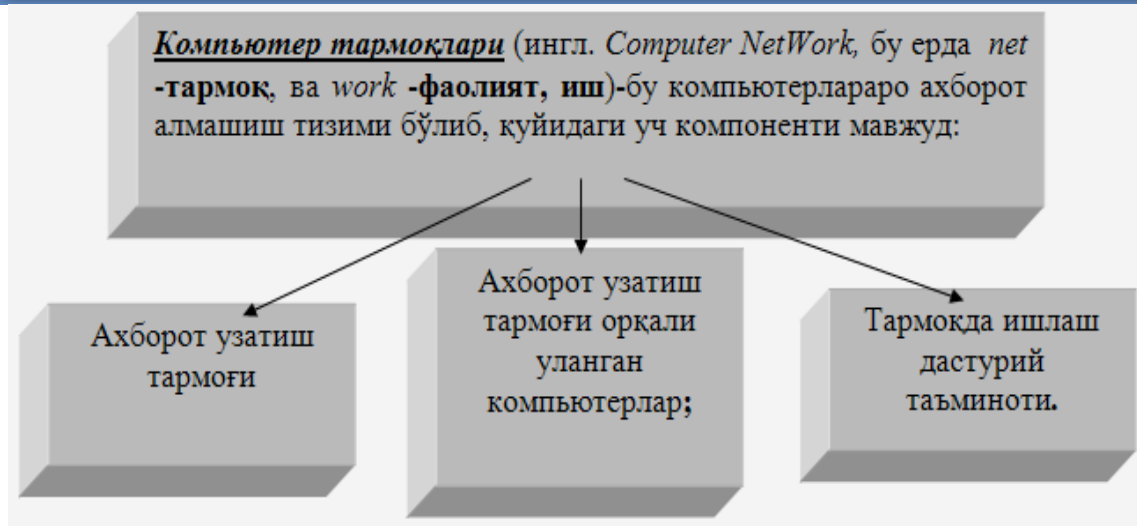 Компьютер тармоқлари (ингл. Computer NetWork, бу ерда net
-тармоқ, ва work -фаолият, иш)-бу компьютерлараро ахборот
алмашиш тизими бўлиб, қуйидаги уч компоненти мавжуд:
Ахборот узатиш
тармоғи
Ахборот узатиш
тармоғи орқали
уланган
компьютерлар;
Тармоқда ишлаш
дастурий
таъминоти.